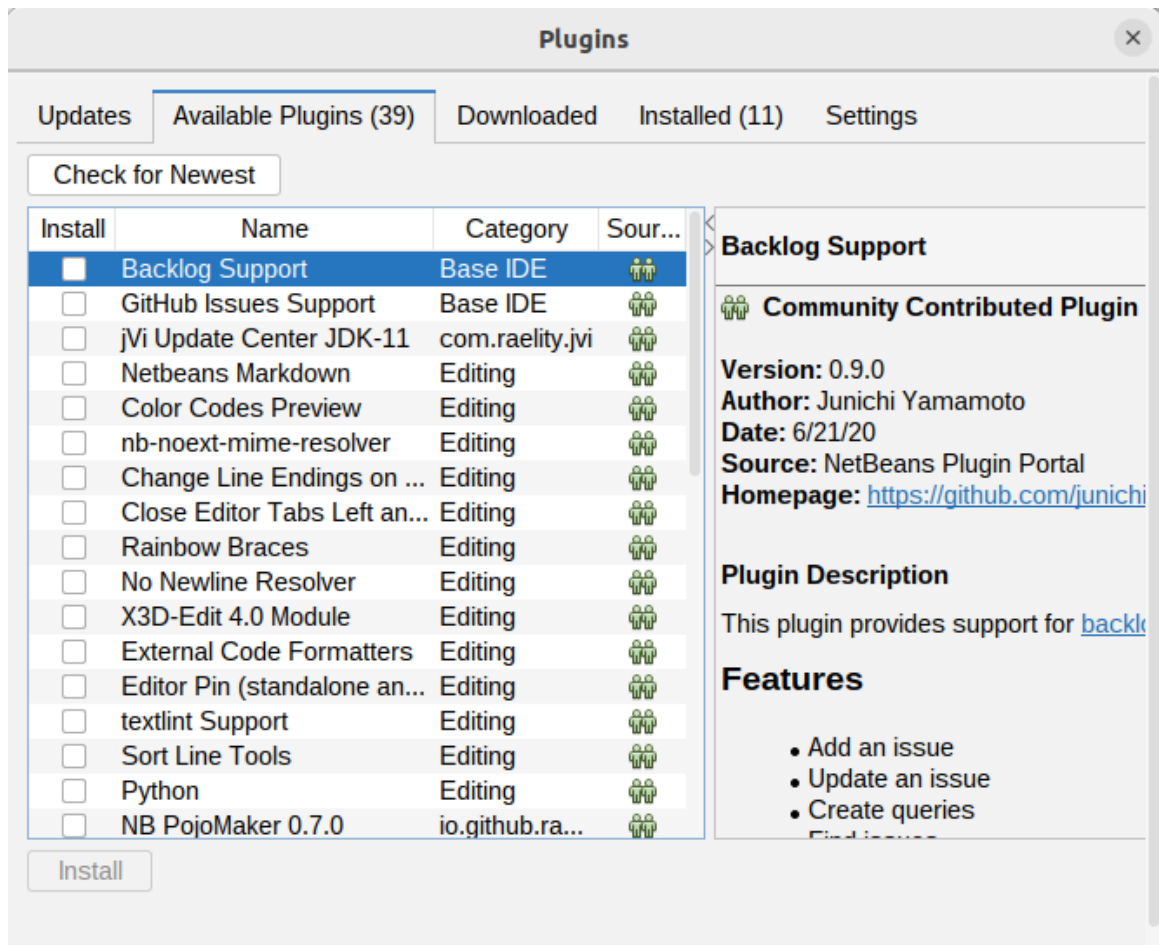 Plugins
Updates Available Plugins (39) Downloaded Installed (11) Settings
Check for Newest
Install Name Category Sour...
Backlog Support Base IDE
GitHub Issues Support Base IDE
jVi Update Center JDK-11 com.raelity.jvi
Netbeans Markdown Editing
Color Codes Preview Editing
nb-noext-mime-resolver Editing
Change Line Endings on ... Editing
Close Editor Tabs Left an... Editing
Rainbow Braces Editing
No Newline Resolver Editing
X3D-Edit 4.0 Module Editing
External Code Formatters Editing
Editor Pin (standalone an... Editing
textlint Support Editing
Sort Line Tools Editing
Python Editing
NB PojoMaker 0.7.0 io.github.ra...
Install
Backlog Support
Community Contributed Plugin
Version: 0.9.0
Author: Junichi Yamamoto
Date: 6/21/20
Source: NetBeans Plugin Portal
Homepage: https://github.com/junichi
Plugin Description
This plugin provides support for
Features
• Add an issue
• Update an issue
• Create queries